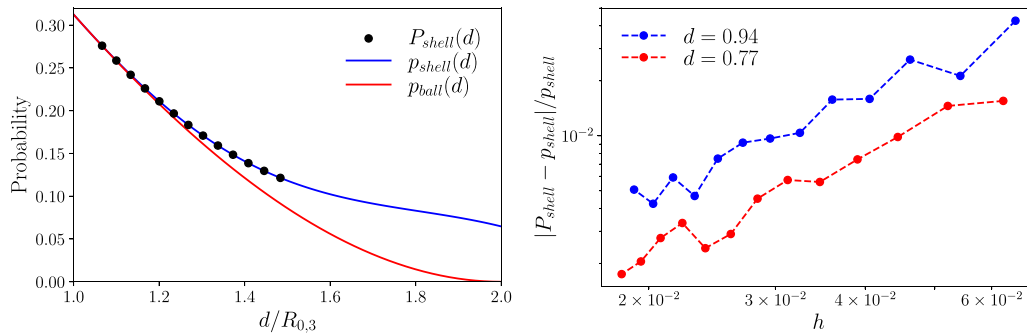 Probability
0.30
0.25
0.20
0.15
0.10
0.05
0.00
P_{shell}(d)
p_{shell}(d)
p_{ball}(d)
1.0 1.2 1.4 1.6 1.8 2.0
d/R_{0,3}
|P_{shell} − p_{shell}|/p_{shell}
10^{−2}
d = 0.94
d = 0.77
2 × 10^{−2} 3 × 10^{−2} 4 × 10^{−2} 6 × 10^{−2}
h